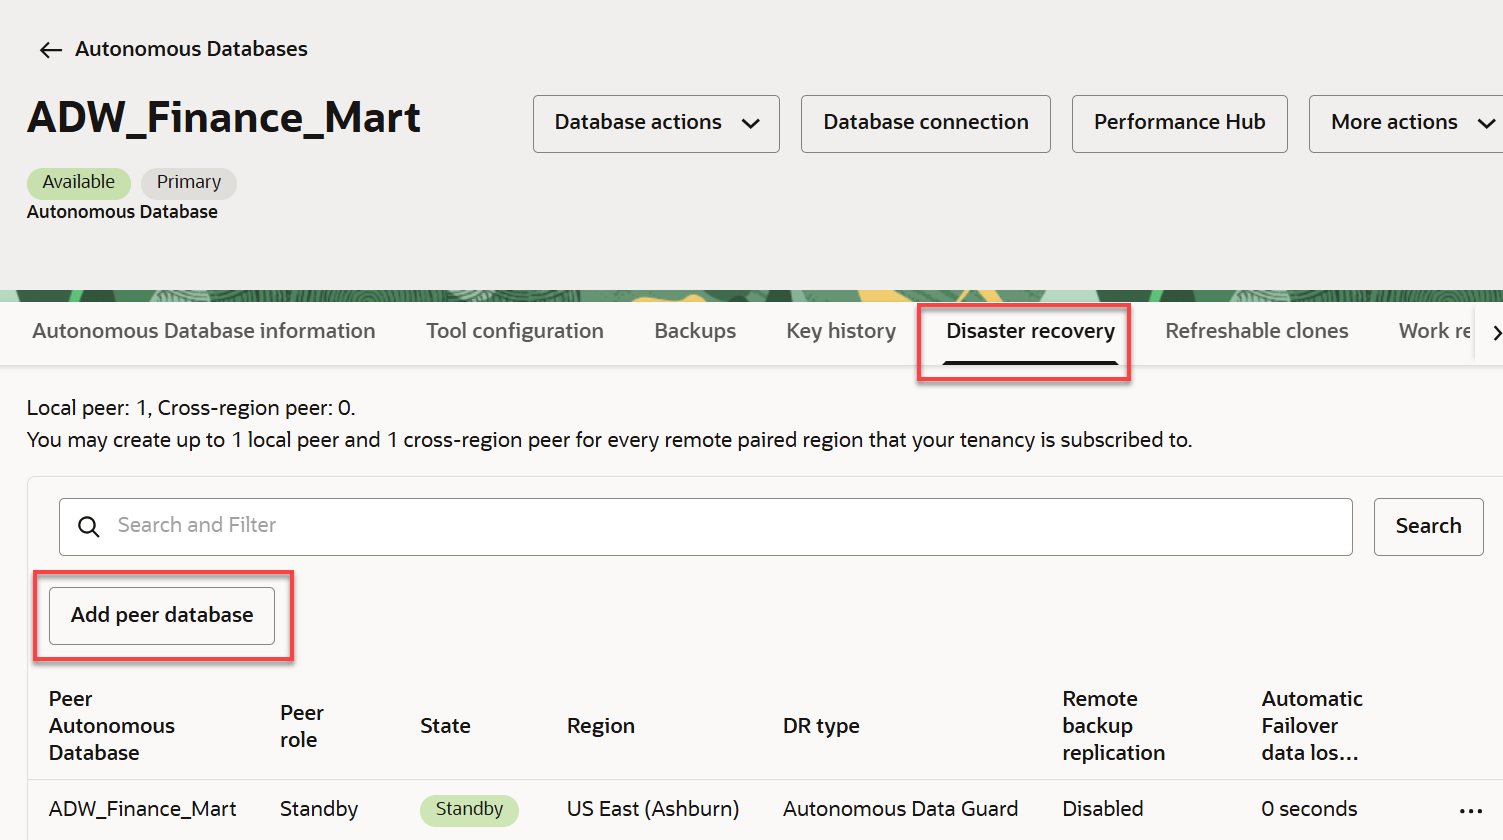 Autonomous Databases
ADW_Finance_Mart
Database actions
Database connection
Performance Hub
More actions
Available
Primary
Autonomous Database
Autonomous Database information
Tool configuration
Backups
Key history
Disaster recovery
Refreshable clones
Work re
Local peer: 1, Cross-region peer: 0.
You may create up to 1 local peer and 1 cross-region peer for every remote paired region that your tenancy is subscribed to.
Search and Filter
Search
Add peer database
Peer
Autonomous
Database
Peer
role
State
Region
DR type
Remote
backup
replication
Automatic
Failover
data los...
ADW_Finance_Mart
Standby
Standby
US East (Ashburn)
Autonomous Data Guard
Disabled
0 seconds